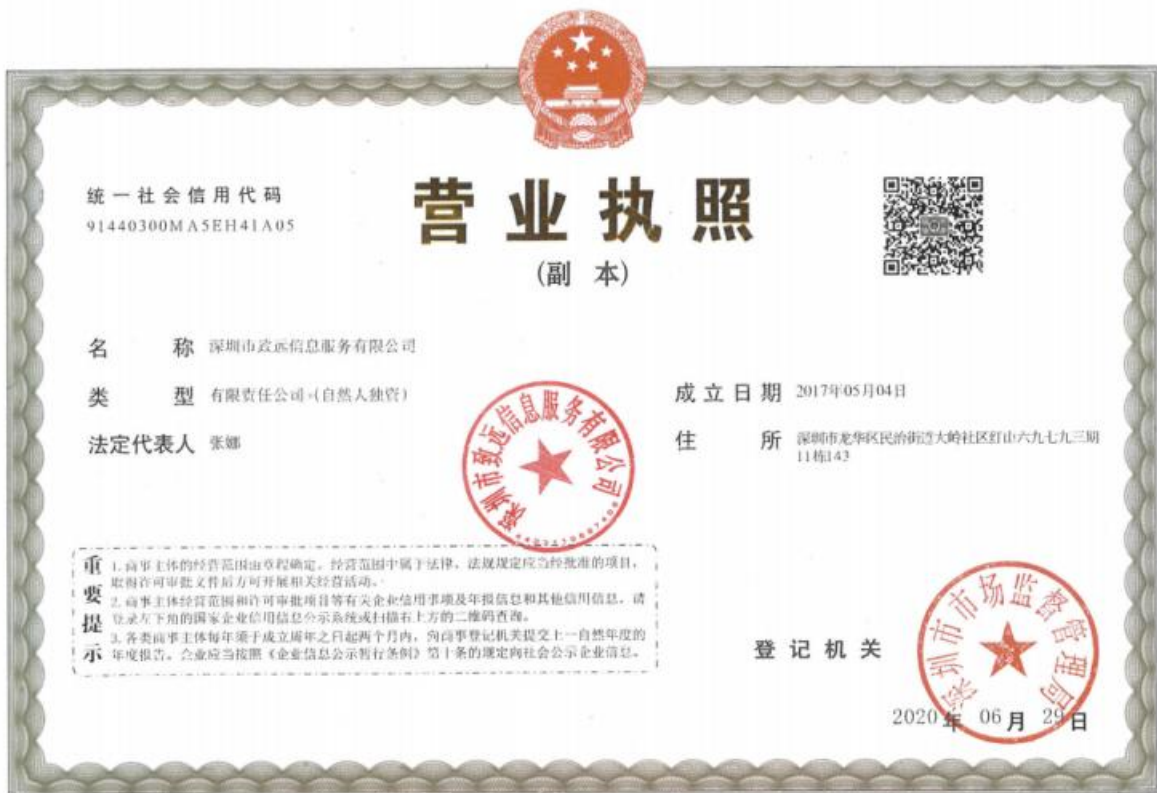 统一社会信用代码
91440300MA5EH41A05
营业执照
(副 本)
名 称 深圳市致远信息服务有限公司
类 型 有限责任公司(自然人独资)
法定代表人 张娜
成立日期 2017年05月04日
住 所 深圳市龙华区民治街道大岭社区红山六九七九三期
11栋143
深圳市致远信息服务有限公司
重要提示
1.商事主体的经营范围由章程确定。经营范围中属于法律、法规规定应当经批准的项目,
取得许可审批文件后方可开展相关经营活动。
2.商事主体经营范围和许可审批项目等有关企业信用事项及年报信息和其他信用信息,请
登录左下角的国家企业信用信息公示系统或扫描右上方的二维码查询。
3.各类商事主体每年须于成立周年之日起两个月内,向商事登记机关提交上一自然年度的
年度报告。企业应当按照《企业信息公示暂行条例》第十条的规定向社会公示企业信息。
登记机关
深圳市市场监督管理局
2020年 06月 29日